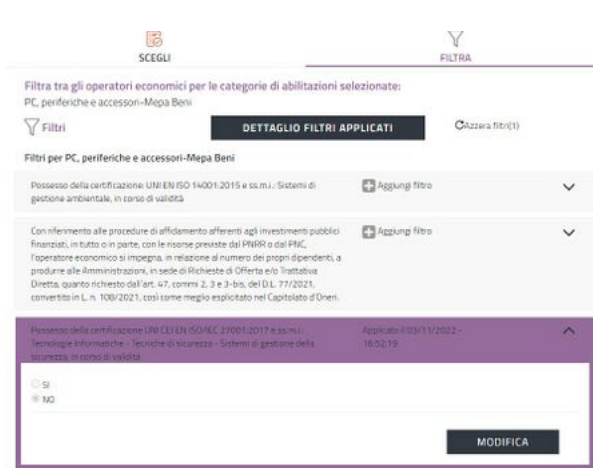 SCEGLI
FILTRA
Filtra tra gli operatori economici per le categorie di abilitazioni selezionate:
PC, periferiche e accessori-Mepa Beni
Filtri
DETTAGLIO FILTRI APPLICATI
Azzera filtri(1)
Filtri per PC, periferiche e accessori-Mepa Beni
Possesso della certificazione: UNI EN ISO 14001:2015 e ss.m.i.: Sistemi di
gestione ambientale, in corso di validità
Aggiungi filtro
Con riferimento alle procedure di affidamento afferenti agli investimenti pubblici
finanziati, in tutto o in parte, con le risorse previste dal PNRR o dal PNC,
l'operatore economico si impegna, in relazione al numero dei propri dipendenti, a
produrre alle Amministrazioni, in sede di Richieste di Offerta e/o Trattativa
Diretta, quanto richiesto dall'art. 47, commi 2, 3 e 3-bis, del D.L. 77/2021,
convertito in L. n. 108/2021, così come meglio esplicitato nel Capitolato d'Oneri.
Aggiungi filtro
Possesso della certificazione UNI CEI EN ISO/IEC 27001:2017 e ss.m.i.:
Tecnologie Informatiche - Tecniche di sicurezza - Sistemi di gestione della
sicurezza, in corso di validità
Applicato il 03/11/2022 -
16:52:19
SI
NO
MODIFICA